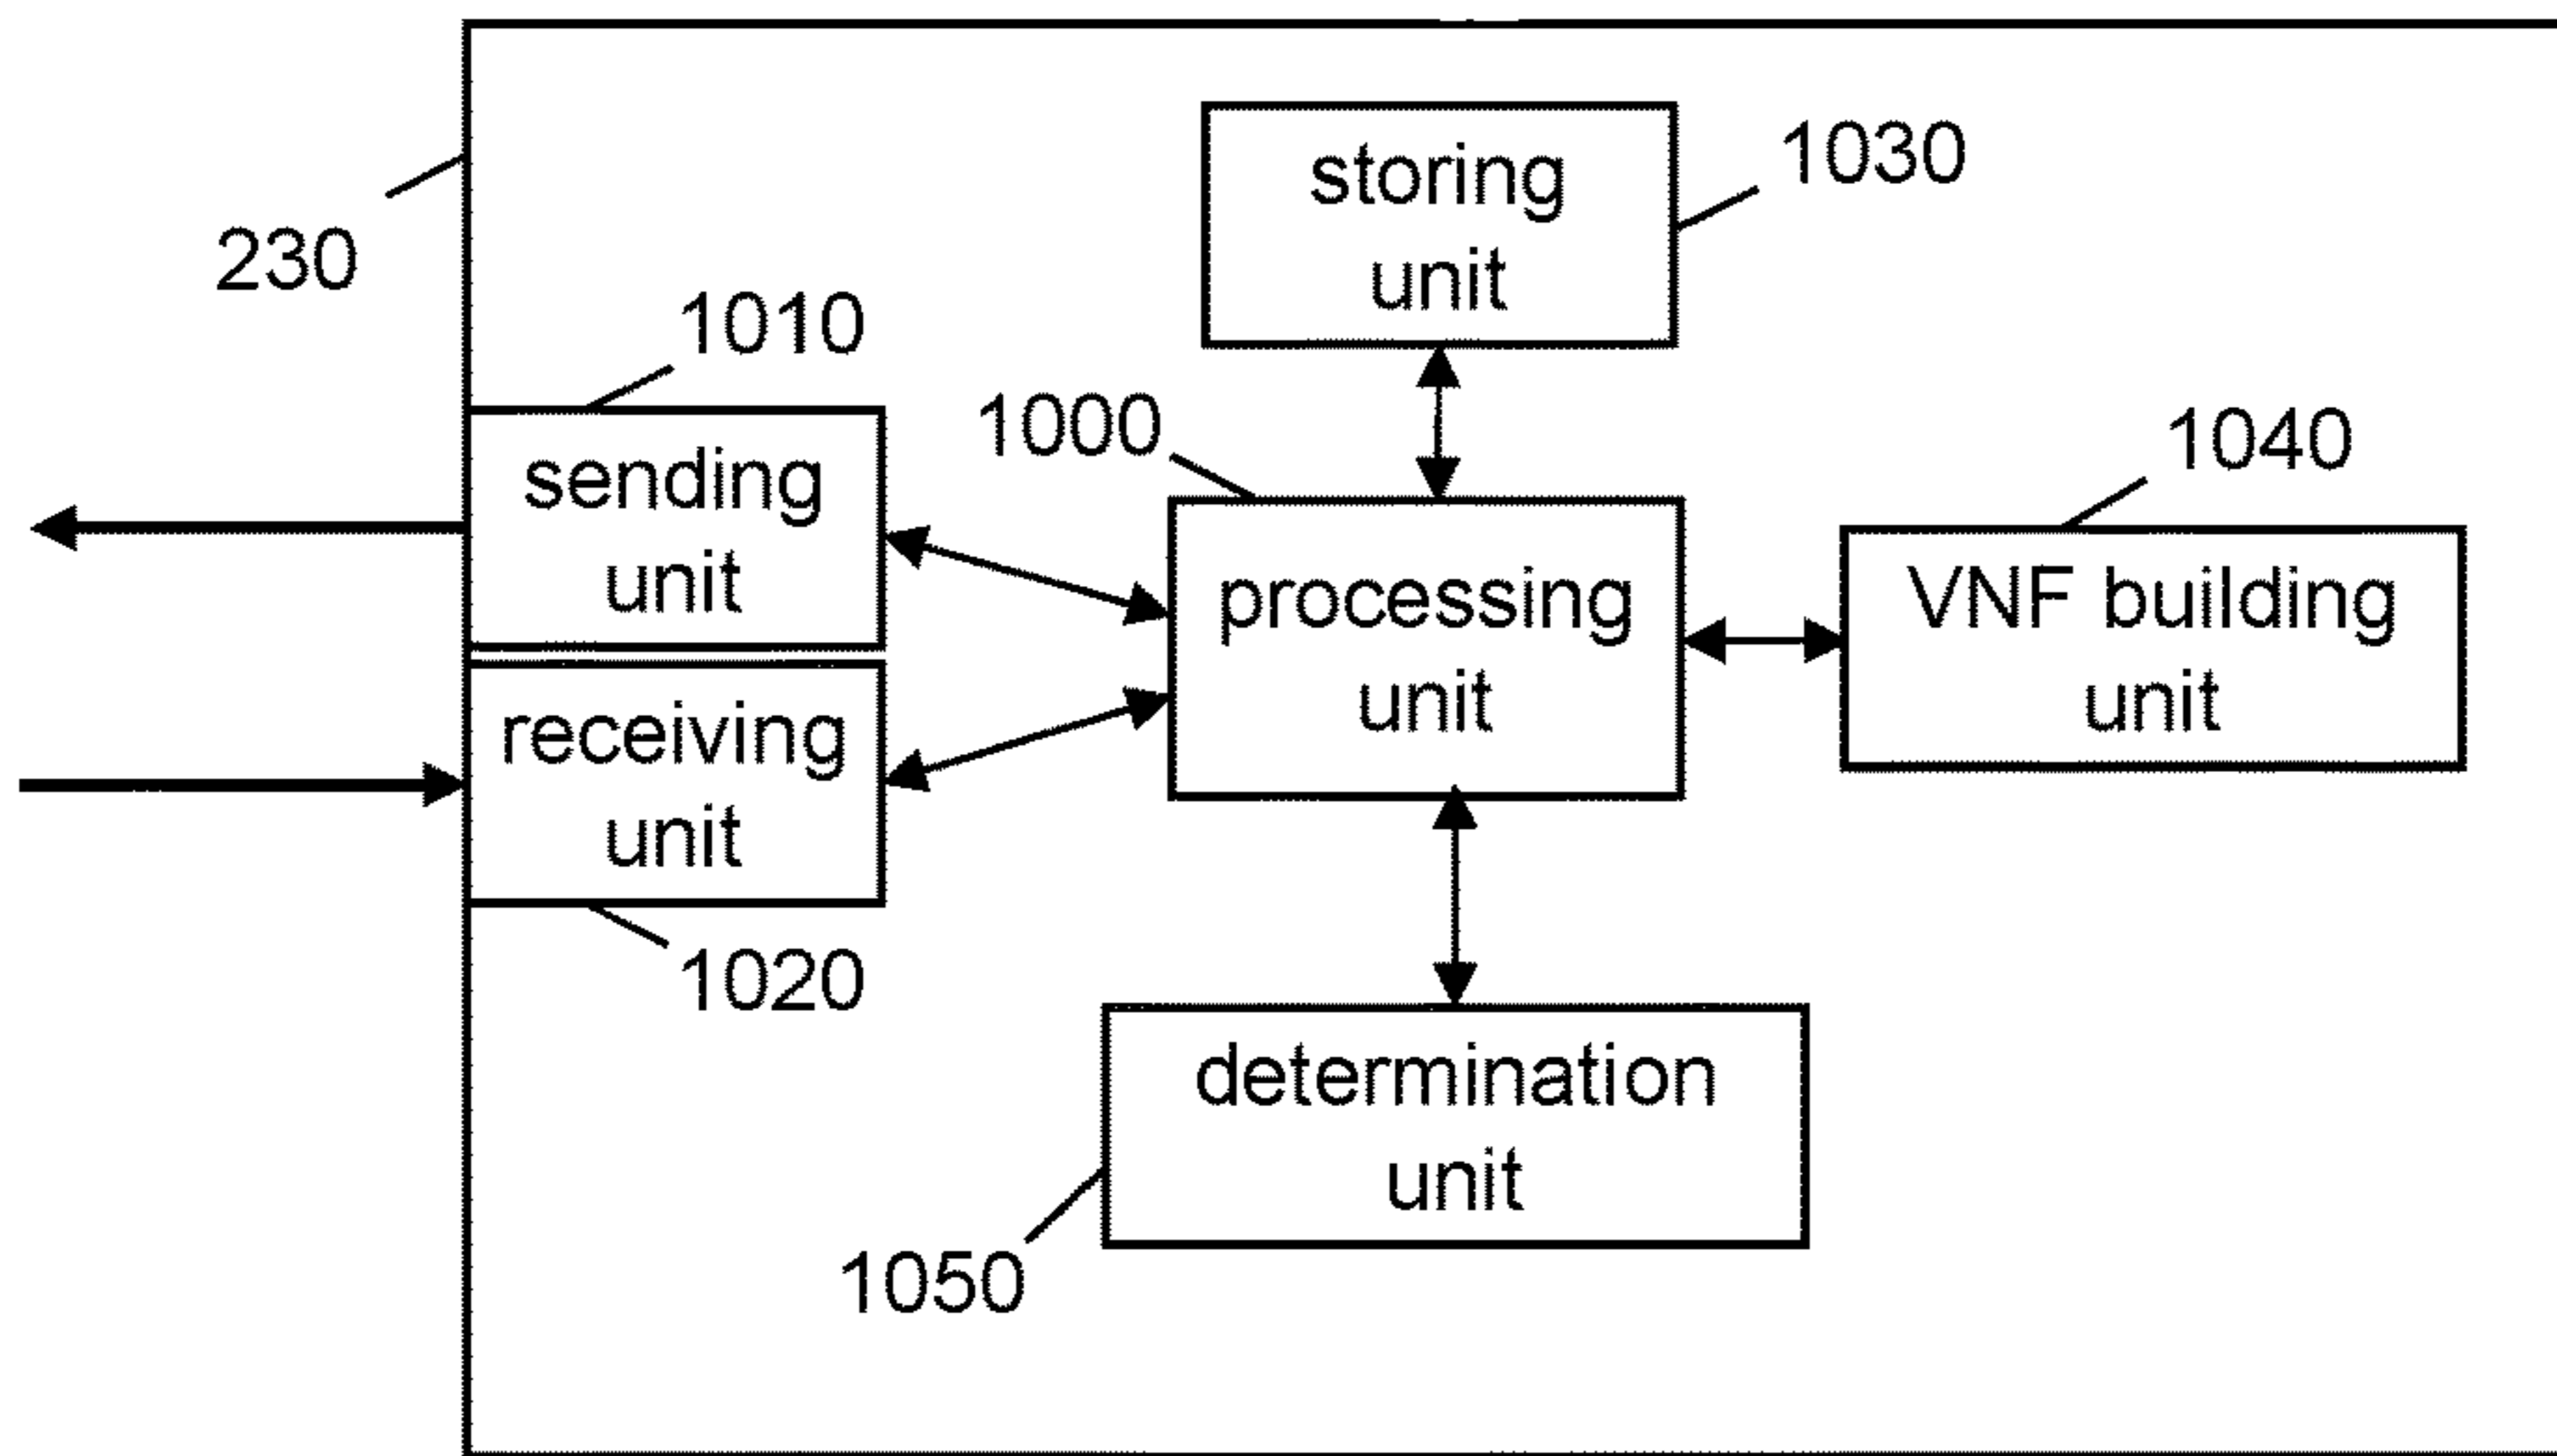 storing
unit
1030
230
1010
sending
unit
1000
processing
unit
1040
VNF building
unit
receiving
unit
1020
determination
unit
1050